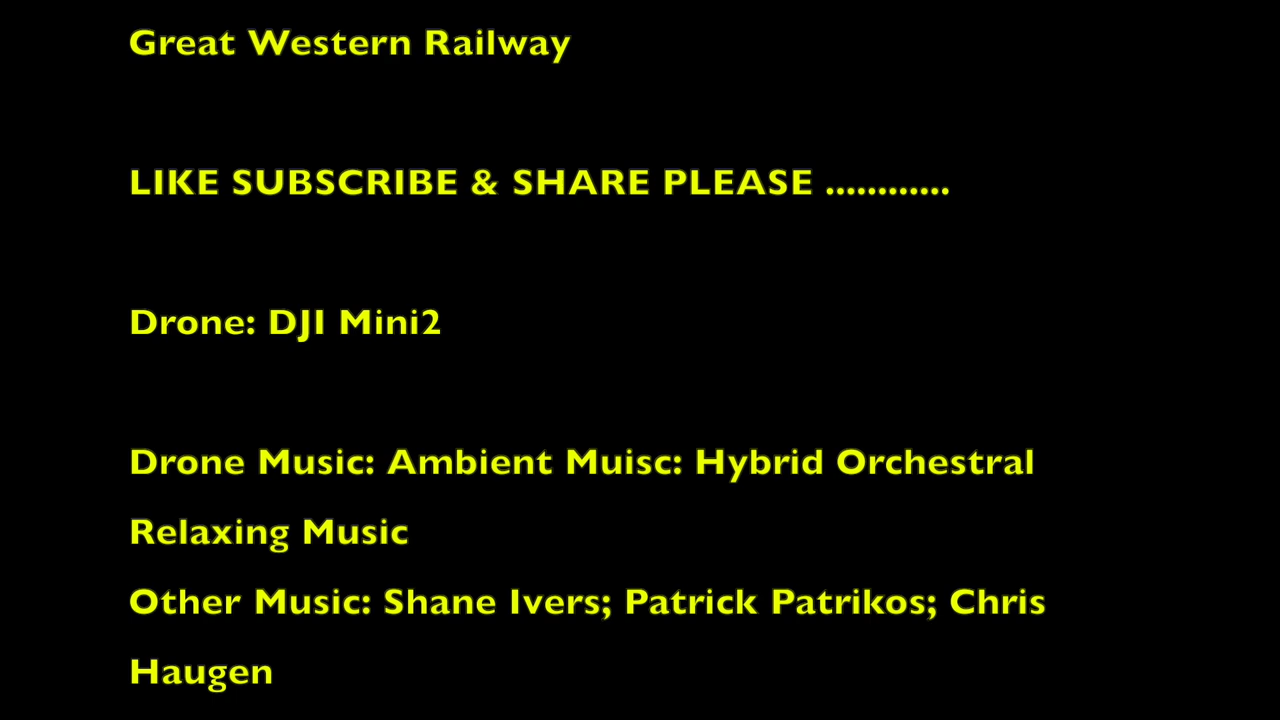 Great Western Railway
LIKE SUBSCRIBE & SHARE PLEASE ............
Drone: DJI Mini2
Drone Music: Ambient Muisc: Hybrid Orchestral
Relaxing Music
Other Music: Shane Ivers; Patrick Patrikos; Chris
Haugen